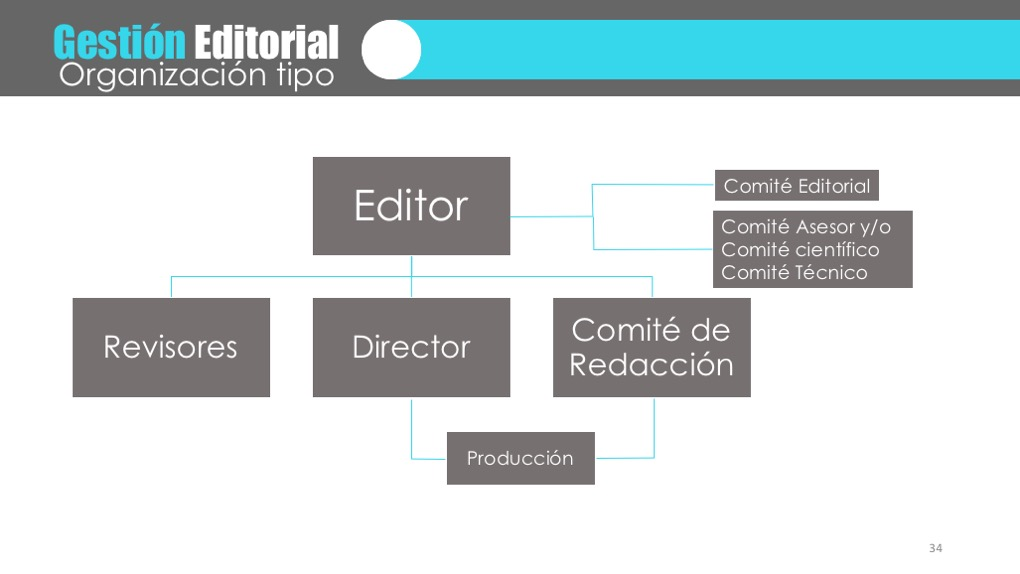 Gestión Editorial
Organización tipo
Editor
Comité Editorial
Comité Asesor y/o
Comité científico
Comité Técnico
Revisores
Director
Comité de
Redacción
Producción
34